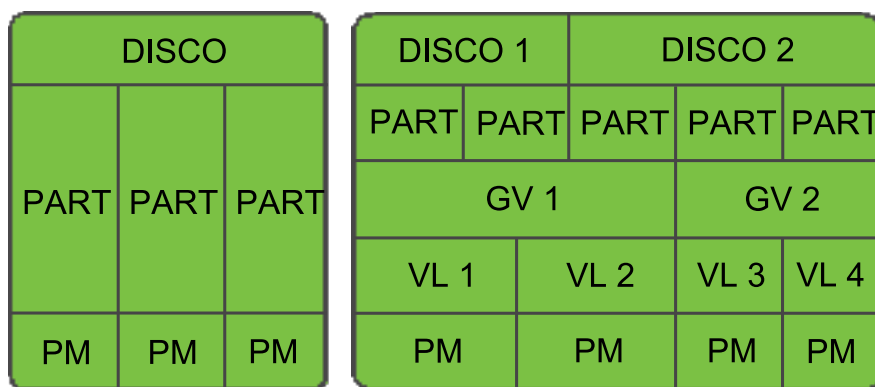 DISCO
PART PART PART
PM PM PM
DISCO 1 DISCO 2
PART PART PART PART PART
GV 1 GV 2
VL 1 VL 2 VL 3 VL 4
PM PM PM PM